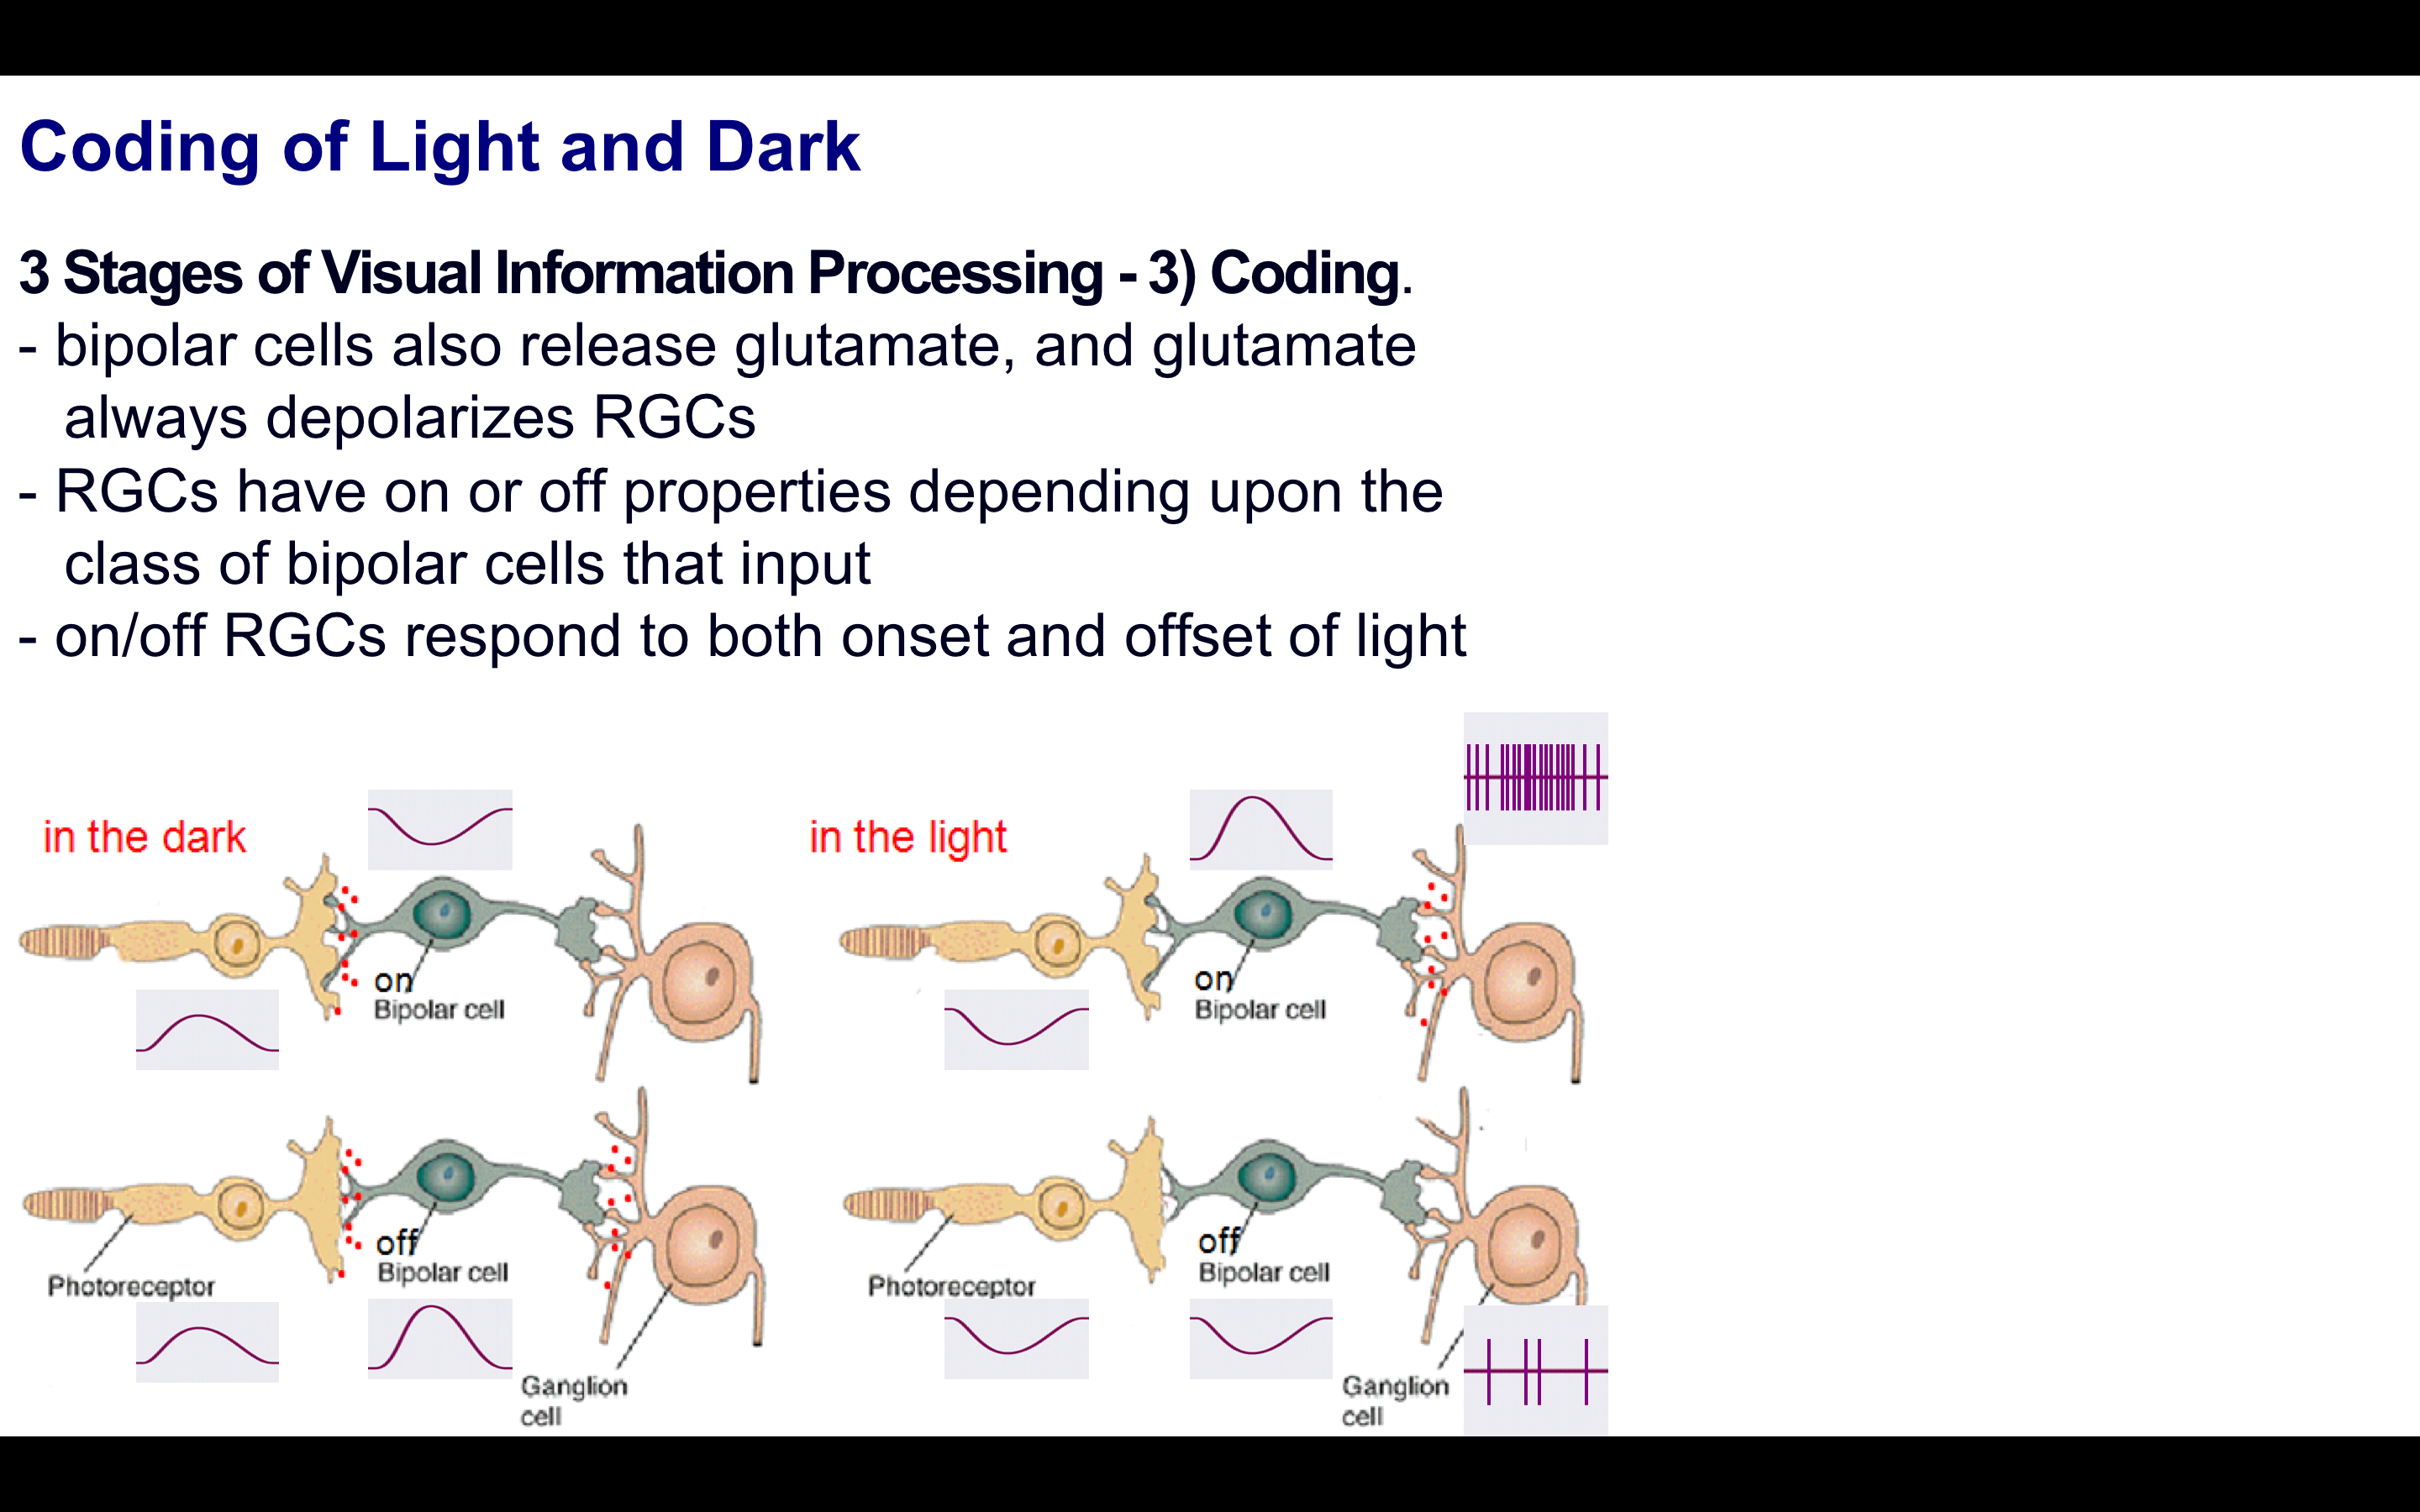 Coding of Light and Dark
3 Stages of Visual Information Processing - 3) Coding.
- bipolar cells also release glutamate, and glutamate
always depolarizes RGCs
- RGCs have on or off properties depending upon the
class of bipolar cells that input
- on/off RGCs respond to both onset and offset of light
in the dark
in the light
on
Bipolar cell
on
Bipolar cell
off
Bipolar cell
Photoreceptor
off
Bipolar cell
Photoreceptor
Ganglion
cell
Ganglion
cell